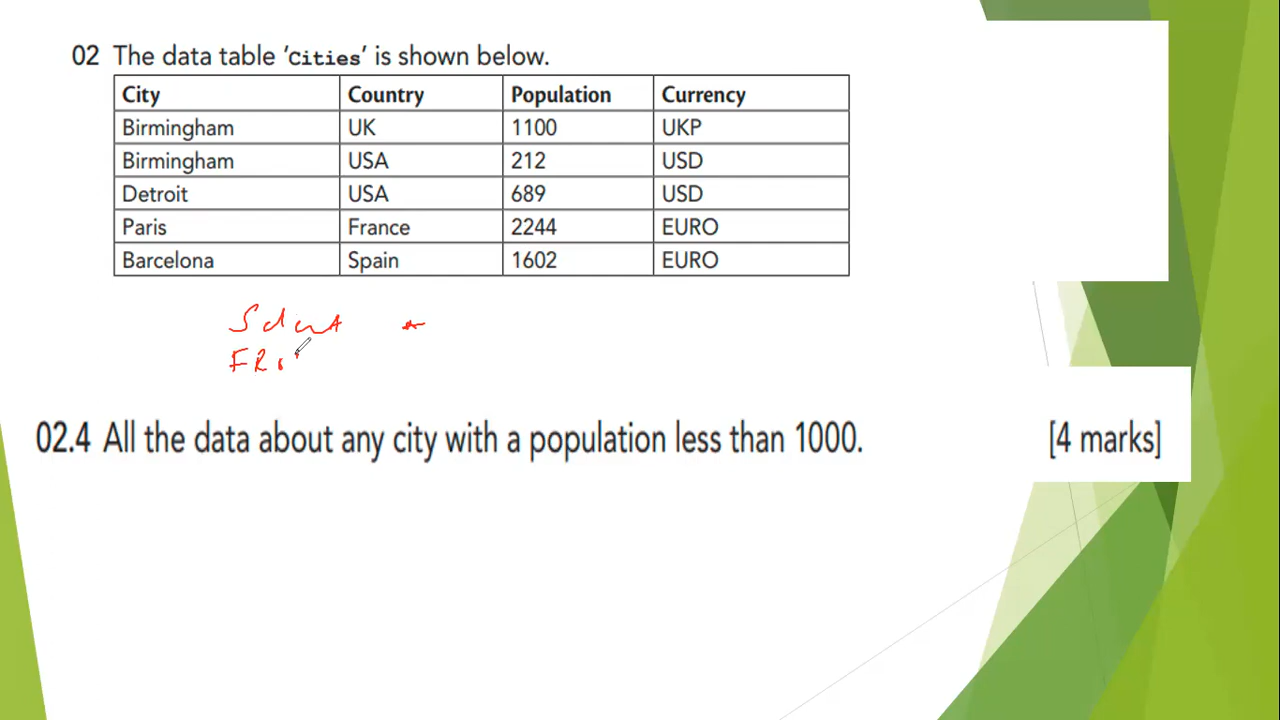 02 The data table ‘Cities’ is shown below.
City Country Population Currency
Birmingham UK 1100 UKP
Birmingham USA 212 USD
Detroit USA 689 USD
Paris France 2244 EURO
Barcelona Spain 1602 EURO
Select *
FRO
02.4 All the data about any city with a population less than 1000. [4 marks]